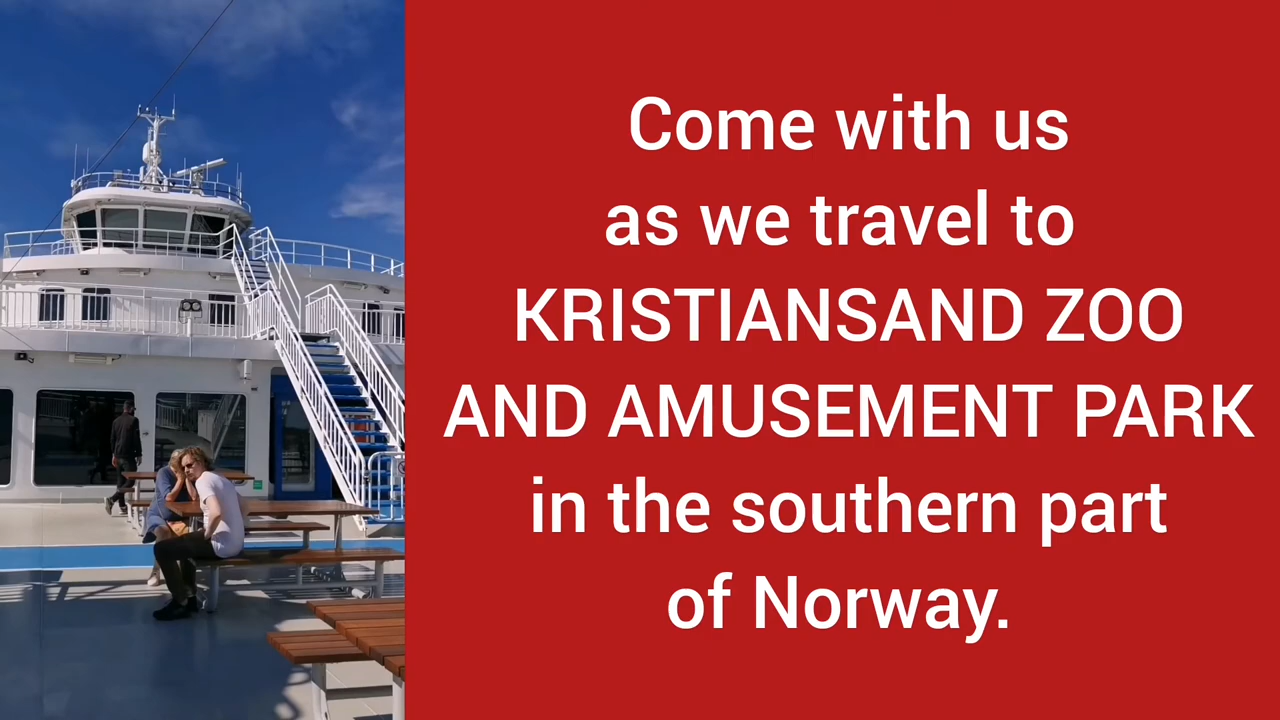 Come with us
as we travel to
KRISTIANSAND ZOO
AND AMUSEMENT PARK
in the southern part
of Norway.